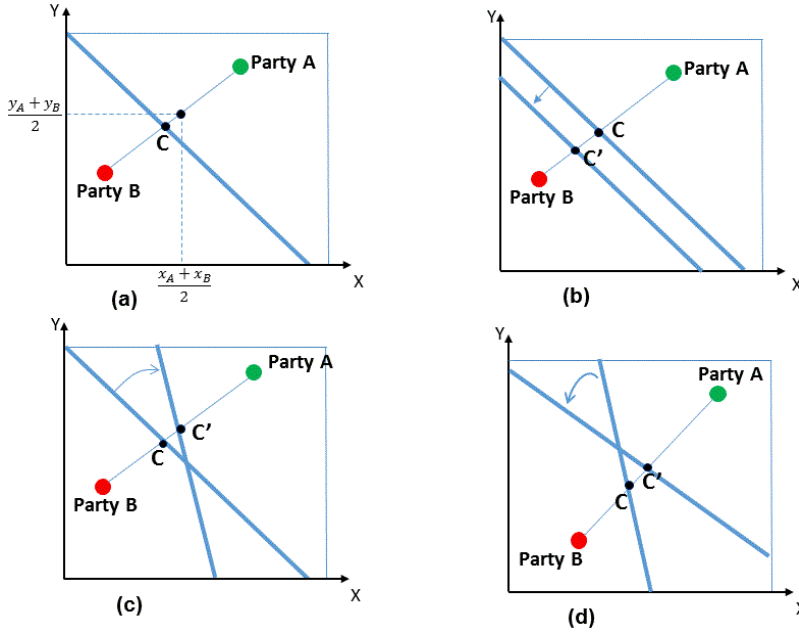 Y
Party A
y_A + y_B
2
C
Party B
x_A + x_B
2
X
(a)
Y
Party A
C
C'
Party B
X
(b)
Y
Party A
C'
C
Party B
X
(c)
Y
Party A
C'
C
Party B
X
(d)